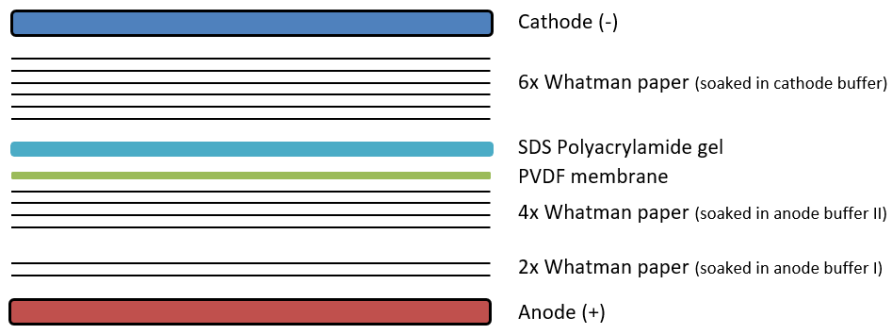 Cathode (-)
6x Whatman paper (soaked in cathode buffer)
SDS Polyacrylamide gel
PVDF membrane
4x Whatman paper (soaked in anode buffer II)
2x Whatman paper (soaked in anode buffer I)
Anode (+)